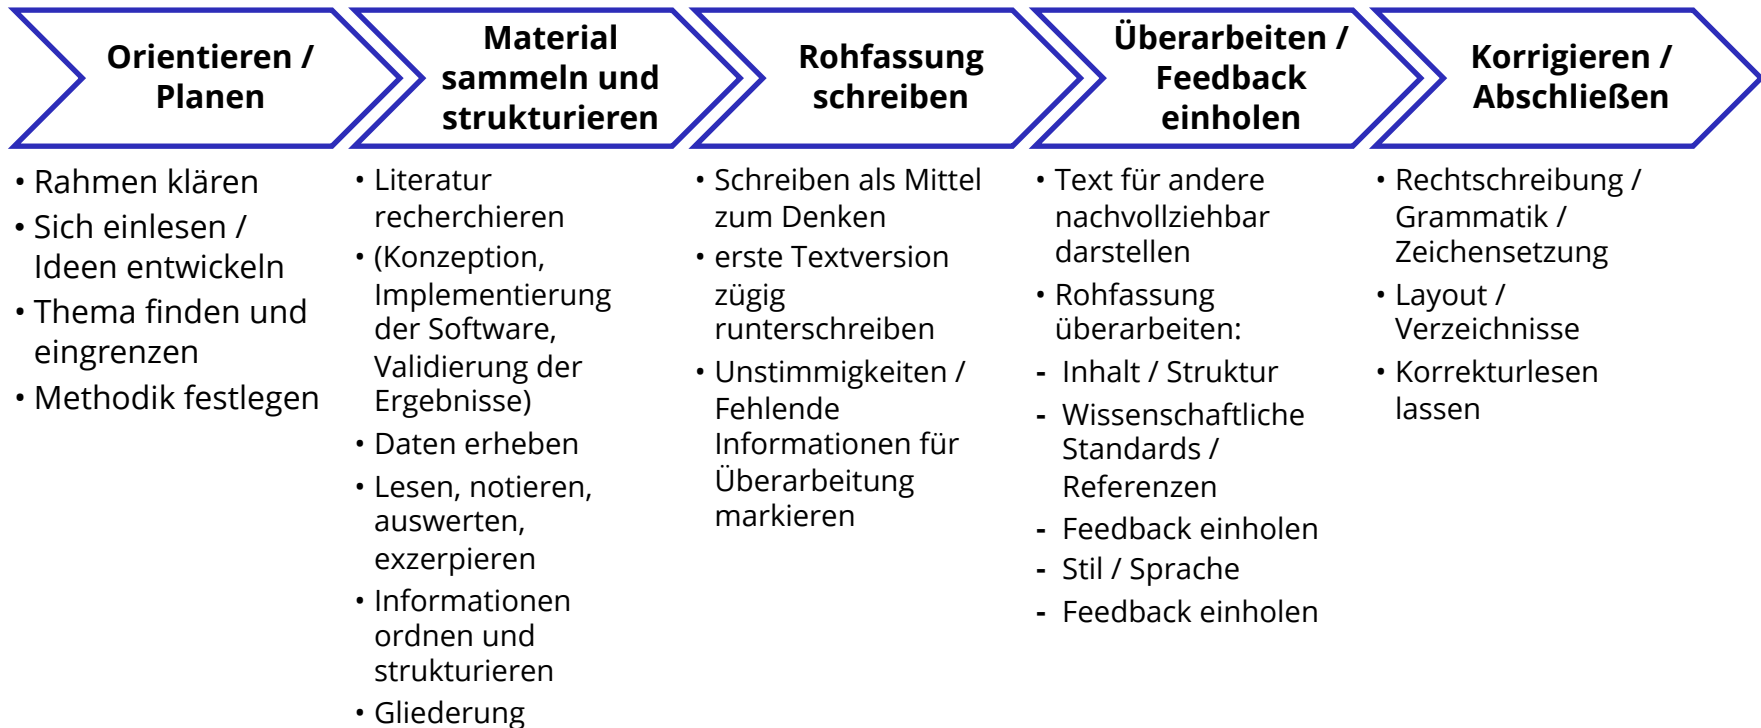 Orientieren /
Planen
Material
sammeln und
strukturieren
Rohfassung
schreiben
Überarbeiten /
Feedback
einholen
Korrigieren /
Abschließen
• Rahmen klären
• Sich einlesen /
Ideen entwickeln
• Thema finden und
eingrenzen
• Methodik festlegen
• Literatur
recherchieren
• (Konzeption,
Implementierung
der Software,
Validierung der
Ergebnisse)
• Daten erheben
• Lesen, notieren,
auswerten,
exzerpieren
• Informationen
ordnen und
strukturieren
• Gliederung
• Schreiben als Mittel
zum Denken
• erste Textversion
zügig
runterschreiben
• Unstimmigkeiten /
Fehlende
Informationen für
Überarbeitung
markieren
• Text für andere
nachvollziehbar
darstellen
• Rohfassung
überarbeiten:
- Inhalt / Struktur
- Wissenschaftliche
Standards /
Referenzen
- Feedback einholen
- Stil / Sprache
- Feedback einholen
• Rechtschreibung /
Grammatik /
Zeichensetzung
• Layout /
Verzeichnisse
• Korrekturlesen
lassen